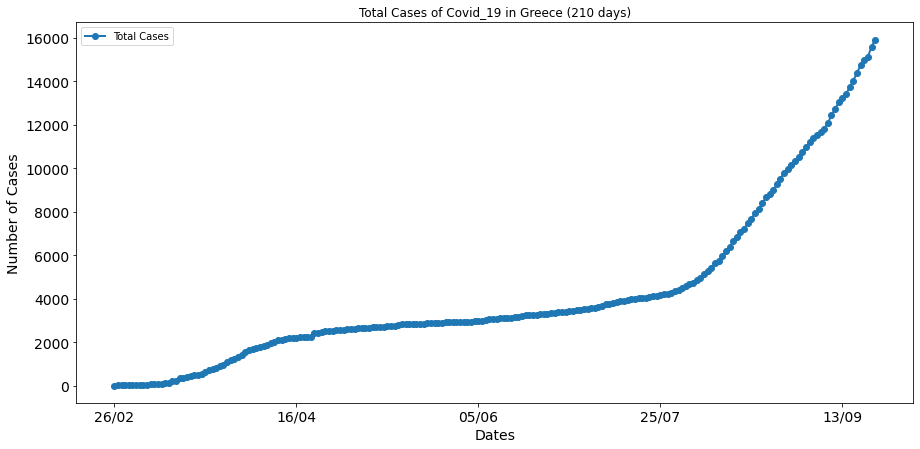 Total Cases of Covid_19 in Greece (210 days)
Total Cases
16000
14000
12000
10000
8000
6000
4000
2000
0
Number of Cases
26/02 16/04 05/06 25/07 13/09
Dates